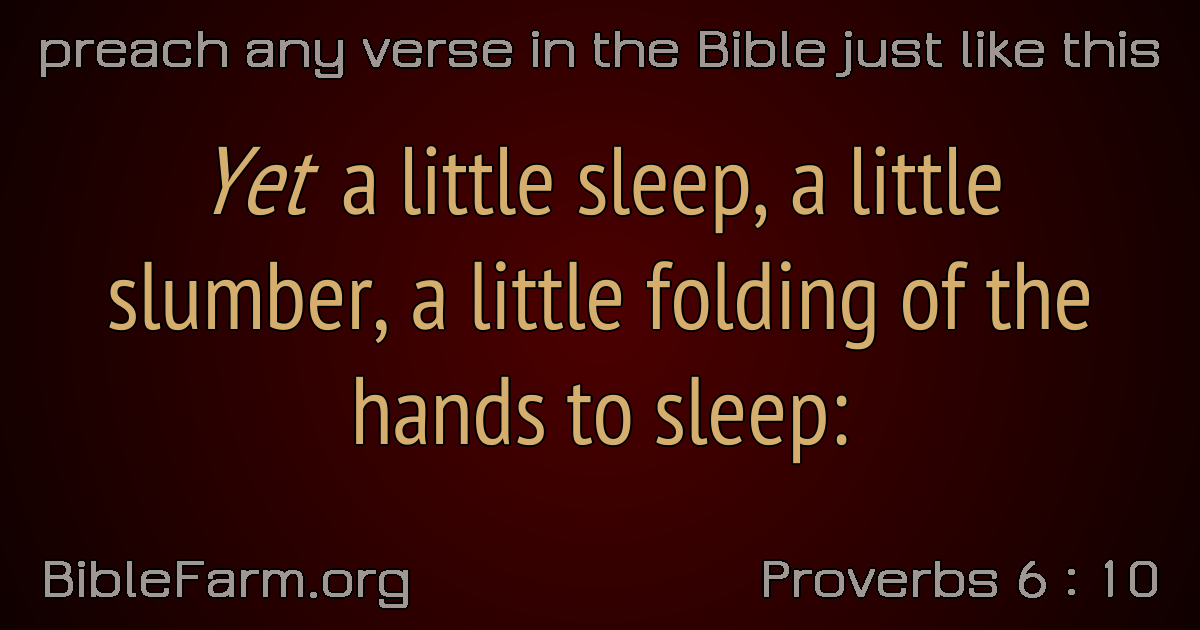 preach any verse in the Bible just like this
Yet a little sleep, a little
slumber, a little folding of the
hands to sleep:
BibleFarm.org
Proverbs 6 : 10